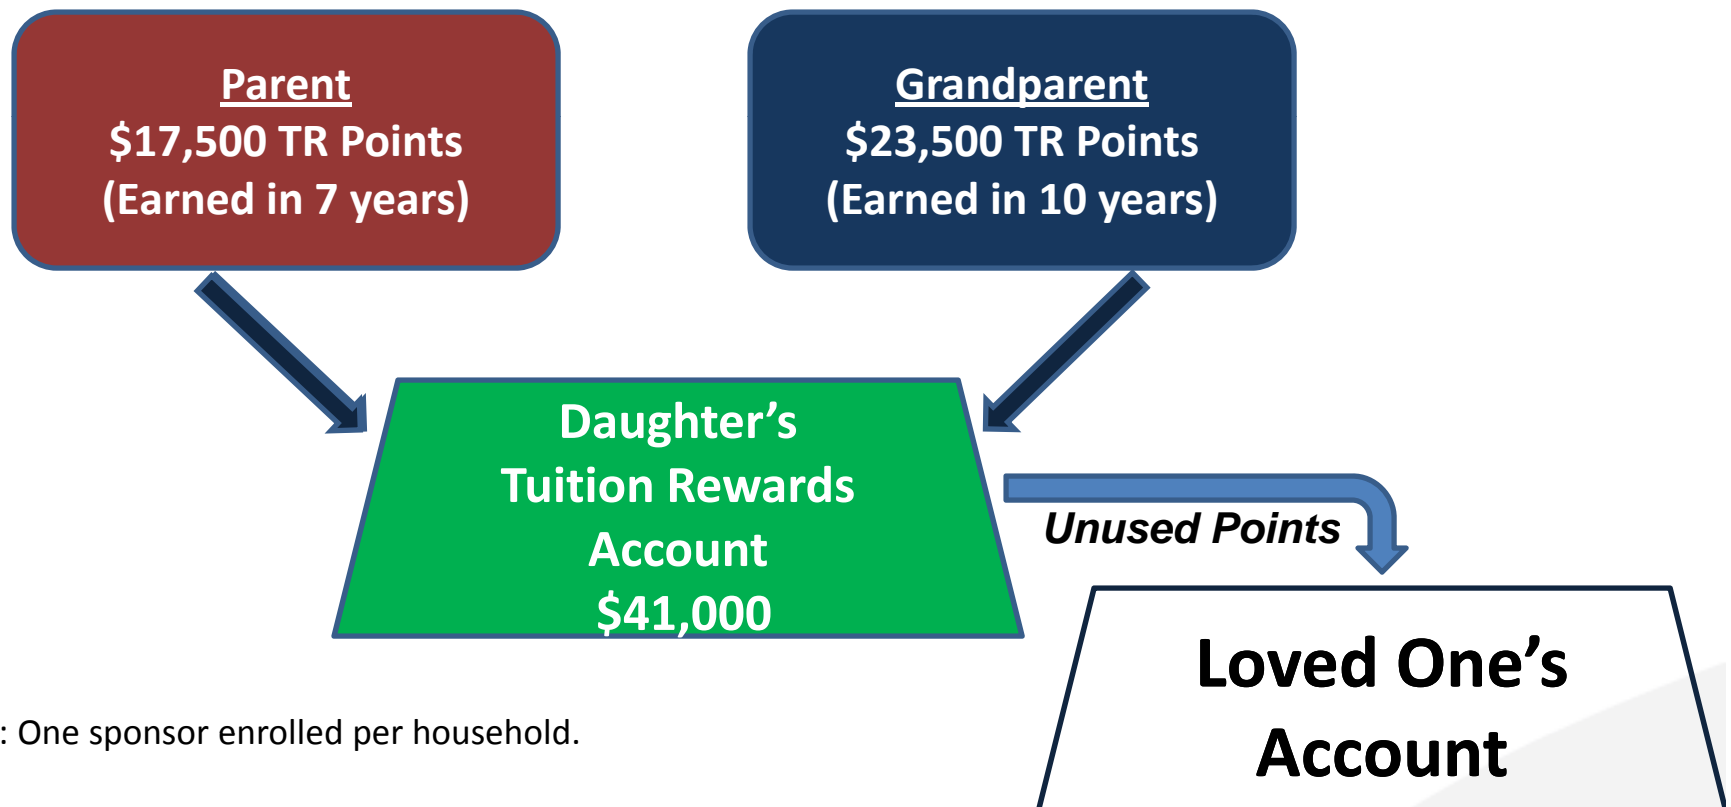 Parent
$17,500 TR Points
(Earned in 7 years)
Grandparent
$23,500 TR Points
(Earned in 10 years)
Daughter’s
Tuition Rewards
Account
$41,000
Unused Points
Loved One’s
Account
: One sponsor enrolled per household.